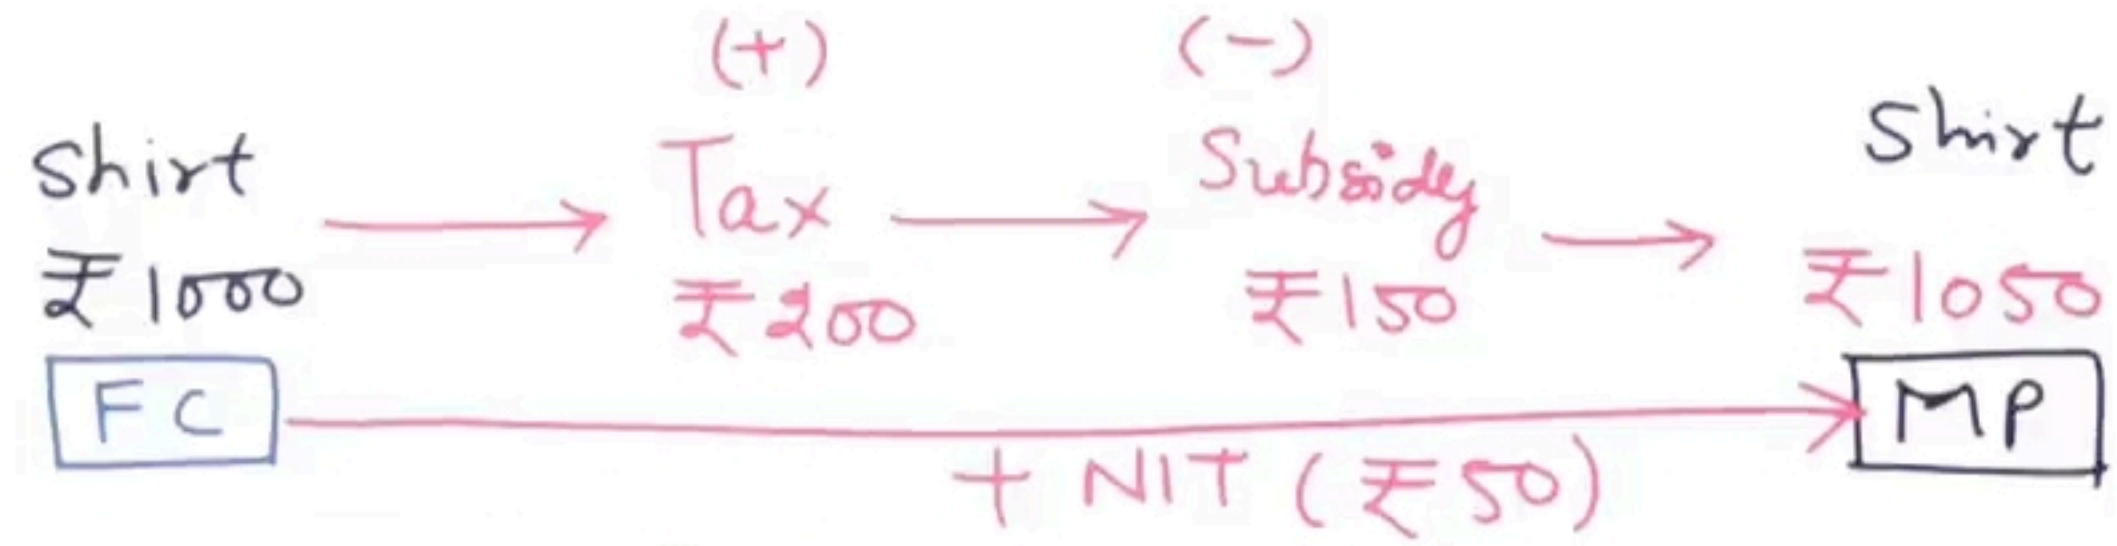 (+) (-)
Shirt Tax Subsidy Shirt
₹1000 ₹200 ₹150 ₹1050
FC MP
+ NIT (₹50)